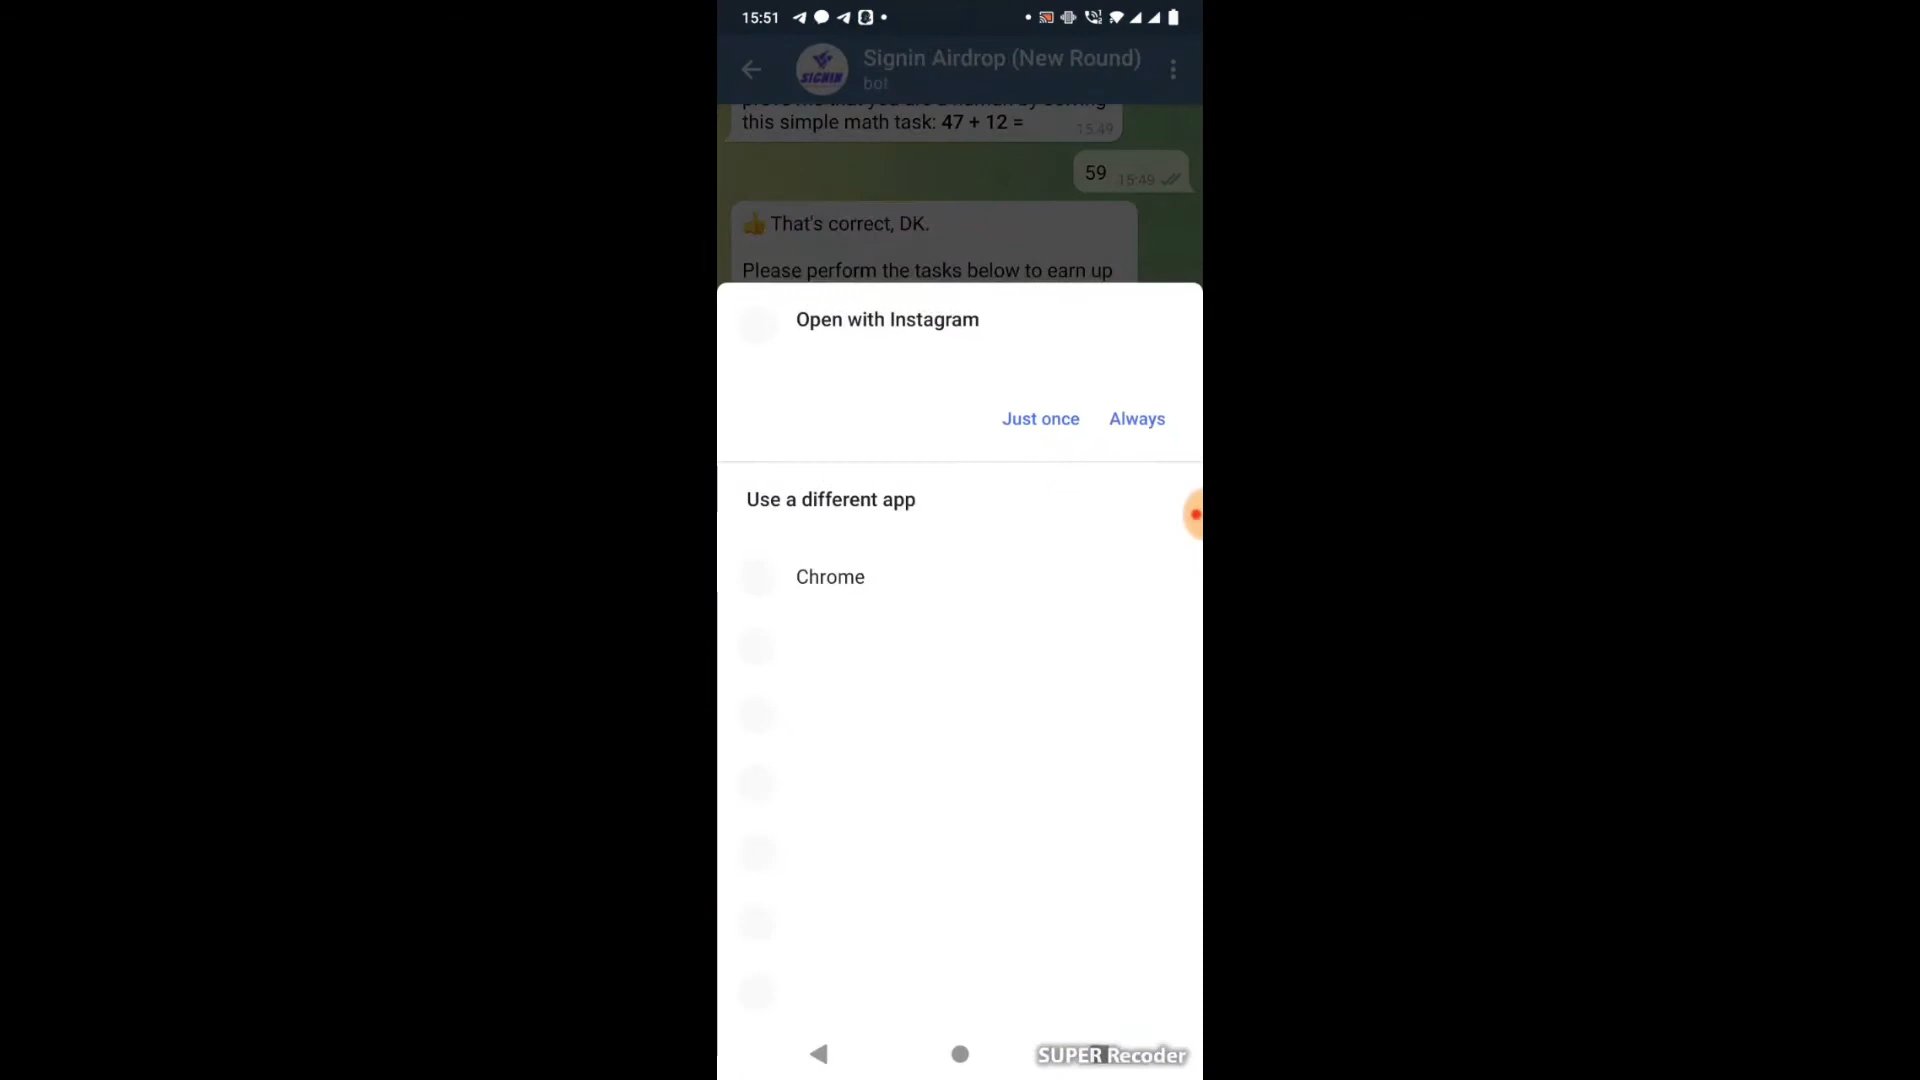 15:51
Signin Airdrop (New Round)
SIGNIN
bot
this simple math task: 47 + 12 =
15:49
59
15:49
👍 That's correct, DK.
Please perform the tasks below to earn up
Open with Instagram
Just once
Always
Use a different app
Chrome
SUPER Recoder